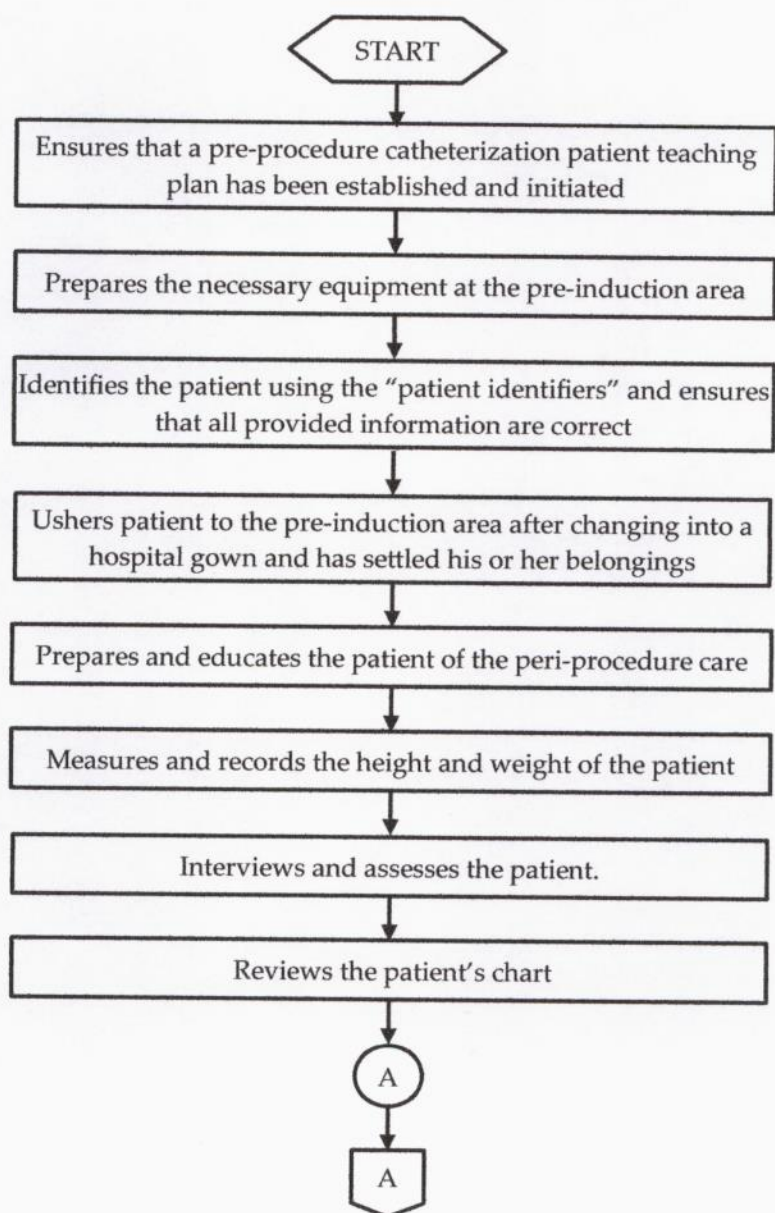 START
Ensures that a pre-procedure catheterization patient teaching
plan has been established and initiated
Prepares the necessary equipment at the pre-induction area
Identifies the patient using the “patient identifiers” and ensures
that all provided information are correct
Ushers patient to the pre-induction area after changing into a
hospital gown and has settled his or her belongings
Prepares and educates the patient of the peri-procedure care
Measures and records the height and weight of the patient
Interviews and assesses the patient.
Reviews the patient’s chart
A
A